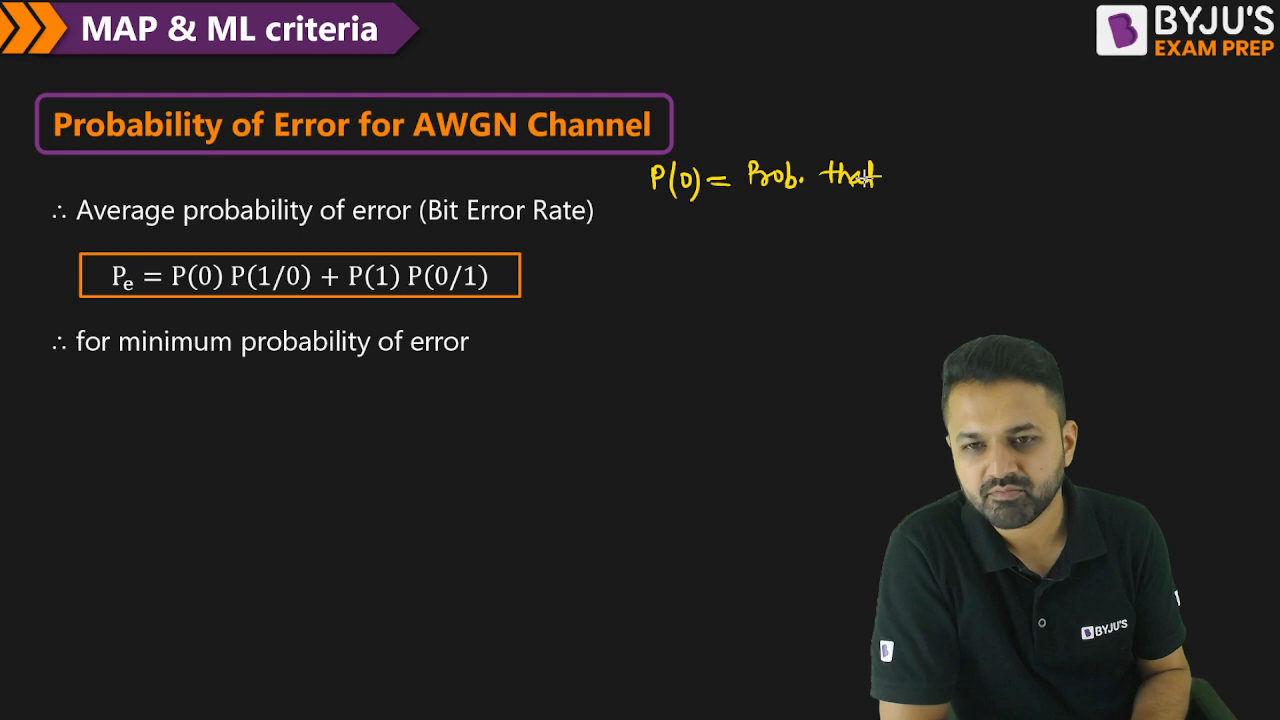 MAP & ML criteria
BYJU'S
EXAM PREP
Probability of Error for AWGN Channel
P(0) = Prob. that
∴ Average probability of error (Bit Error Rate)
Pₑ = P(0) P(1/0) + P(1) P(0/1)
∴ for minimum probability of error
BYJU'S